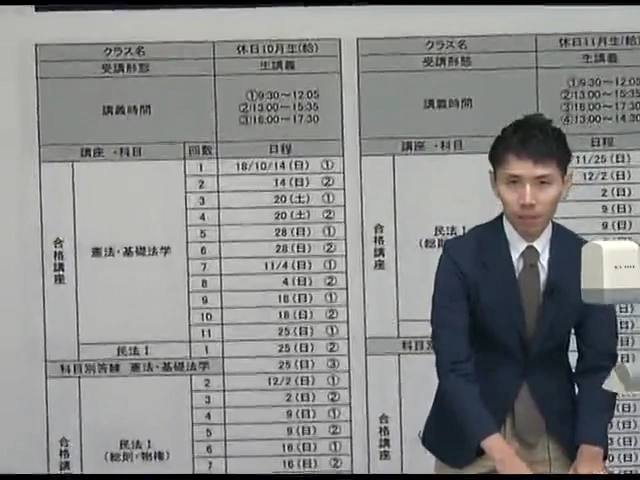 クラス名 休日10月生(給)
受講形態 生講義
講義時間 ①9:30～12:05
②13:00～15:35
③16:00～17:30
講座・科目 回数 日程
合格講座 憲法・基礎法学
1 18/10/14(日) ①
2 14(日) ②
3 20(土) ①
4 20(土) ②
5 28(日) ①
6 28(日) ②
7 11/4(日) ①
8 4(日) ②
9 18(日) ①
10 18(日) ②
11 25(日) ①
民法Ⅰ 1 25(日) ②
科目別答練 憲法・基礎法学 25(日) ③
合格講 民法Ⅰ
(総則・物権)
2 12/2(日) ①
3 2(日) ②
4 9(日) ①
5 9(日) ②
6 16(日) ①
7 16(日) ②
クラス名 休日11月生(給
受講形態 生講義
講義時間 ①9:30～12:05
②13:00～15:35
③16:00～17:30
④13:00～14:30
講座・科目 日程
合格講座 民
(総則
11/25(日)
12/2(日)
2(日)
9(日)
9(日)
科目
合格講